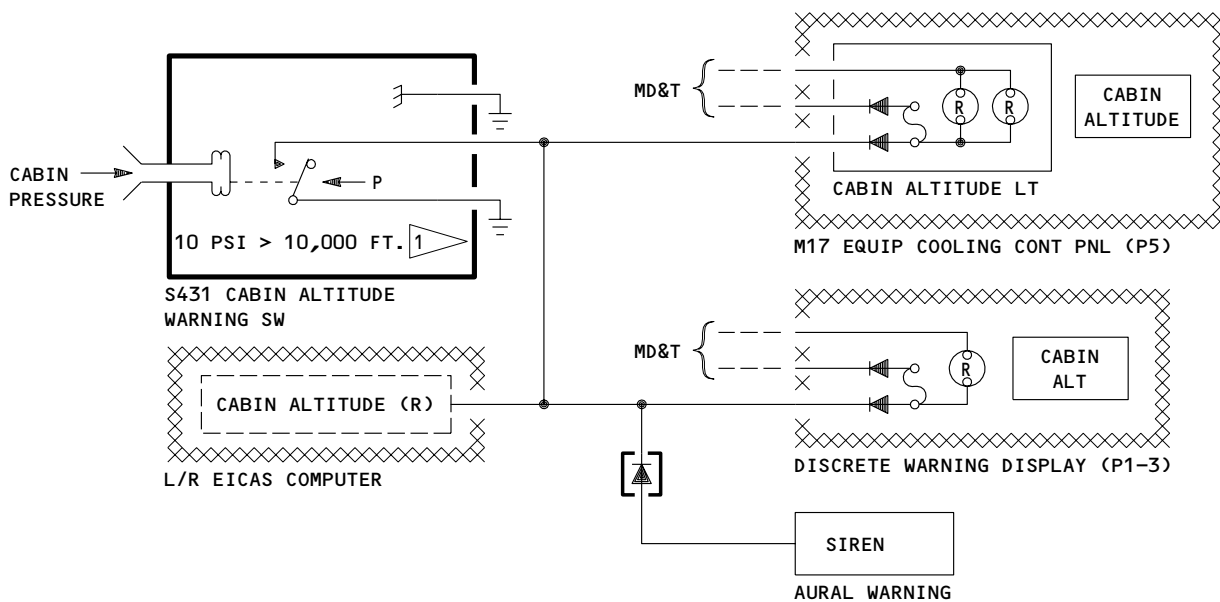 CABIN
PRESSURE
P
10 PSI > 10,000 FT. 1
S431 CABIN ALTITUDE
WARNING SW
CABIN ALTITUDE (R)
L/R EICAS COMPUTER
MD&T
R
R
CABIN
ALTITUDE
CABIN ALTITUDE LT
M17 EQUIP COOLING CONT PNL (P5)
MD&T
R
CABIN
ALT
DISCRETE WARNING DISPLAY (P1-3)
SIREN
AURAL WARNING